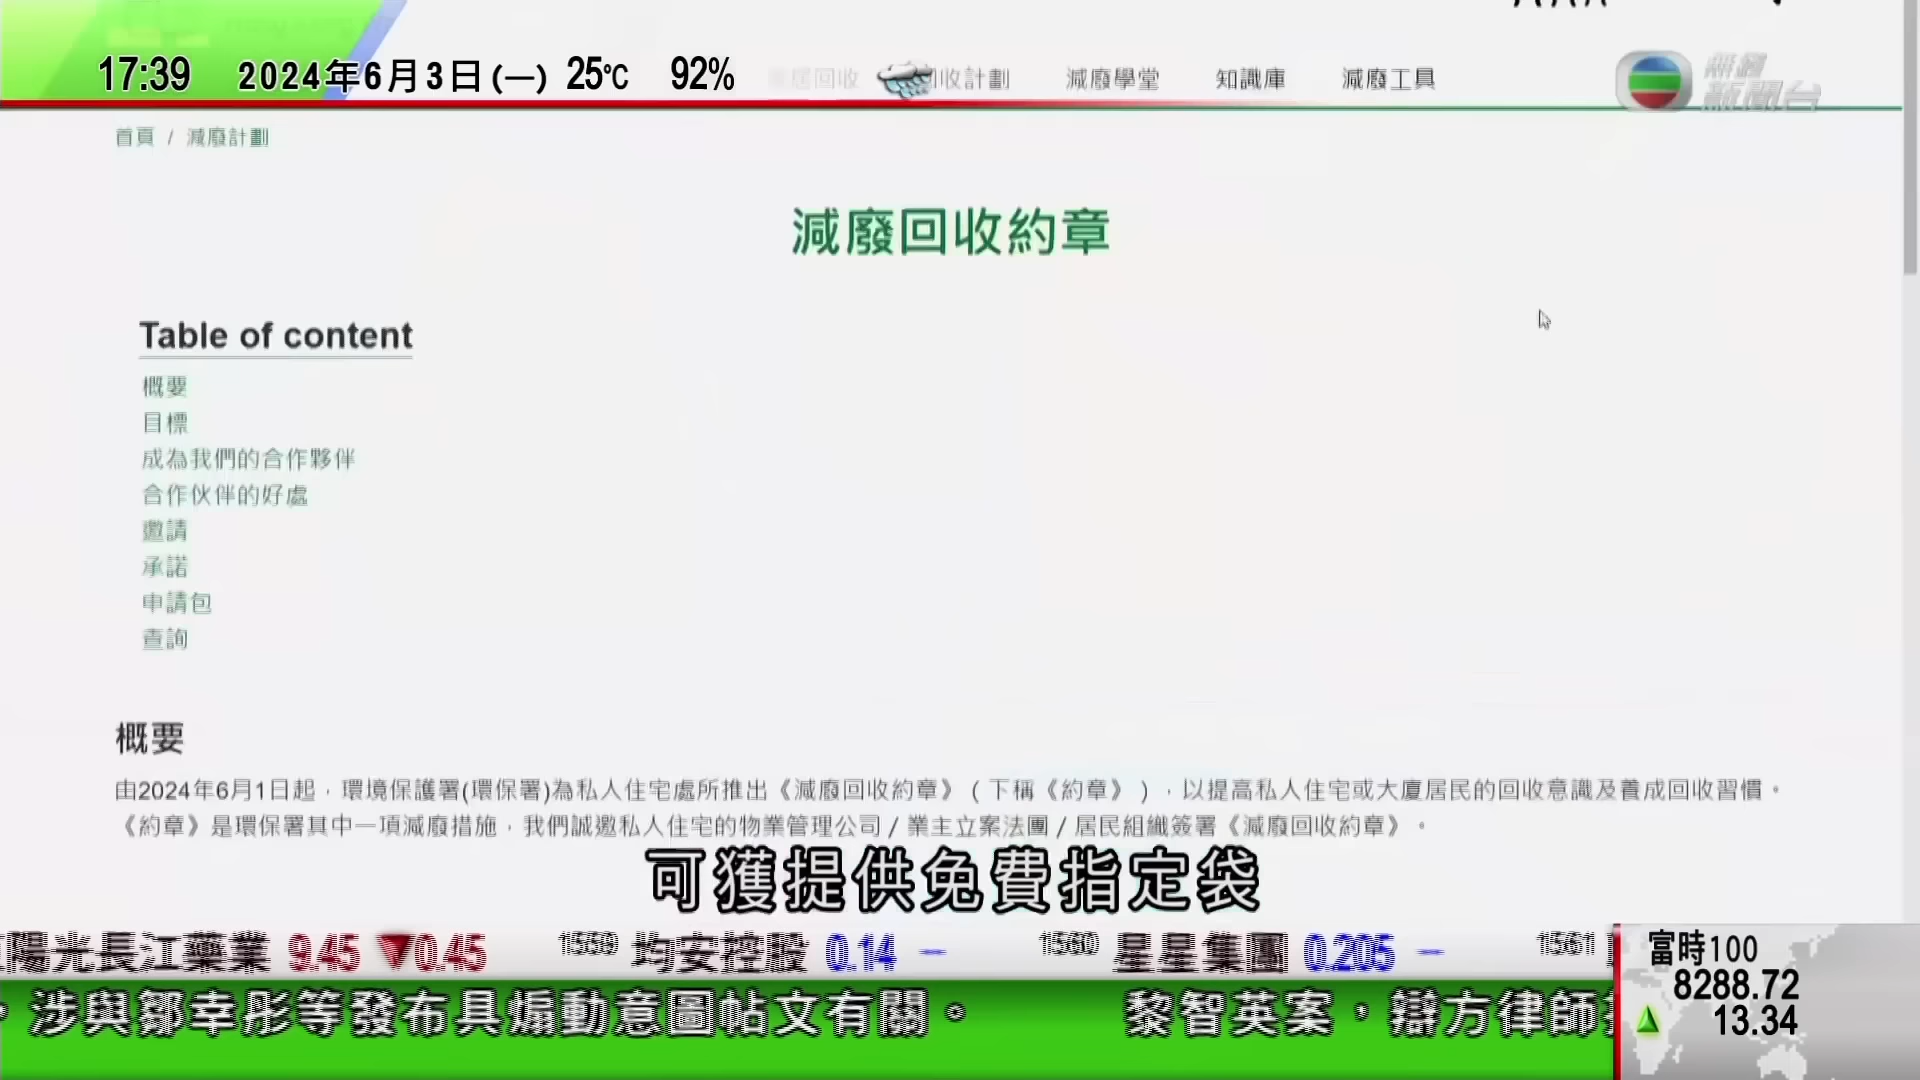 17:39 2024年6月3日(一) 25℃ 92%
回收 回收計劃 減廢學堂 知識庫 減廢工具
無綫新聞台
首頁 / 減廢計劃
減廢回收約章
Table of content
概要
目標
成為我們的合作夥伴
合作伙伴的好處
邀請
承諾
申請包
查詢
概要
由2024年6月1日起，環境保護署(環保署)為私人住宅處所推出《減廢回收約章》（下稱《約章》），以提高私人住宅或大廈居民的回收意識及養成回收習慣。
《約章》是環保署其中一項減廢措施，我們誠邀私人住宅的物業管理公司/業主立案法團/居民組織簽署《減廢回收約章》。
可獲提供免費指定袋
陽光長江藥業 9.45 ▼0.45 1559 均安控股 0.14 – 1560 星星集團 0.205 – 1561
涉與鄒幸彤等發布具煽動意圖帖文有關。 黎智英案，辯方律師
富時100
8288.72
▲ 13.34